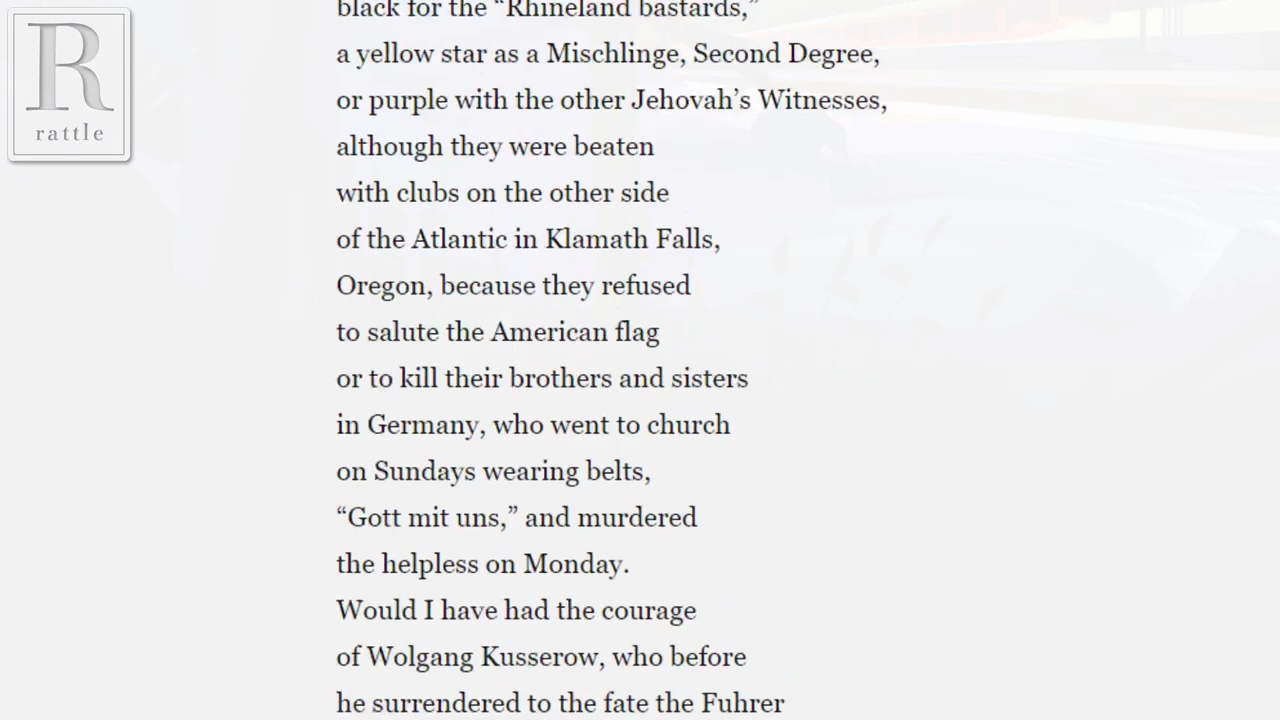 R
rattle
black for the “Rhineland bastards,”
a yellow star as a Mischlinge, Second Degree,
or purple with the other Jehovah’s Witnesses,
although they were beaten
with clubs on the other side
of the Atlantic in Klamath Falls,
Oregon, because they refused
to salute the American flag
or to kill their brothers and sisters
in Germany, who went to church
on Sundays wearing belts,
“Gott mit uns,” and murdered
the helpless on Monday.
Would I have had the courage
of Wolgang Kusserow, who before
he surrendered to the fate the Fuhrer